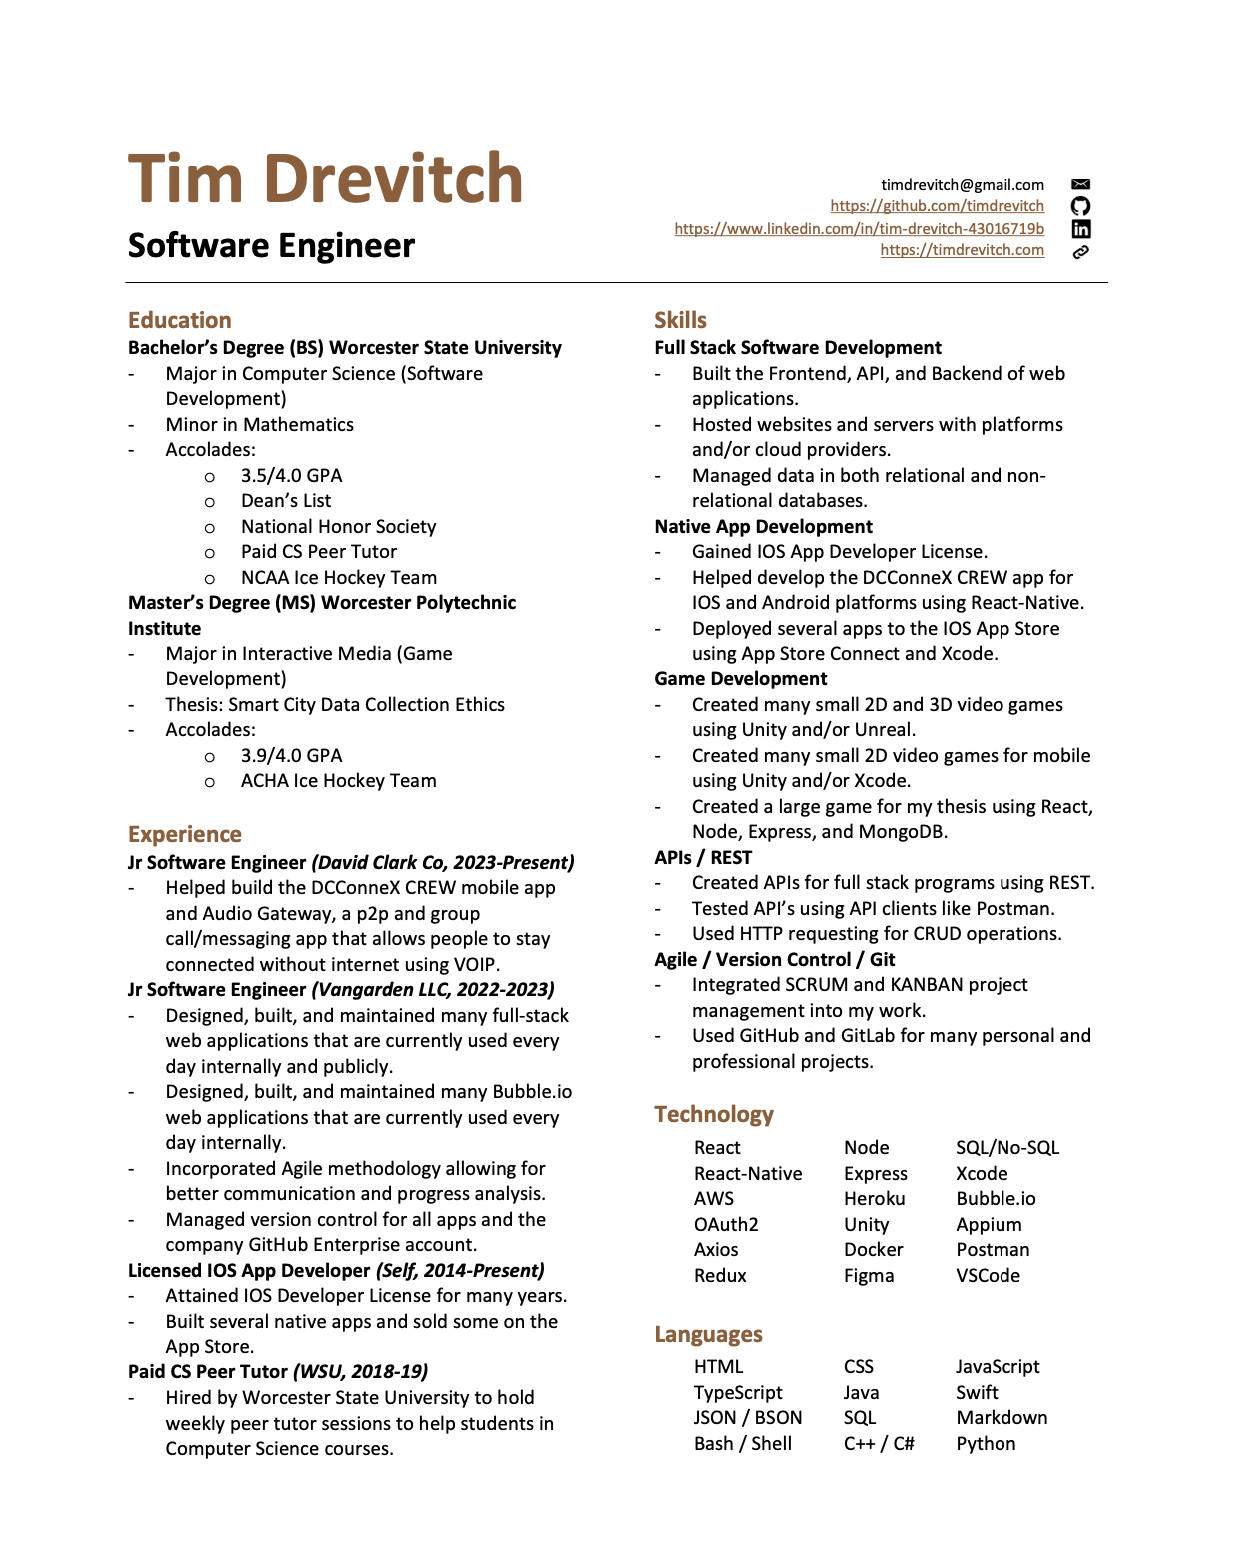 Tim Drevitch
Software Engineer
timdrevitch@gmail.com
https://github.com/timdrevitch
https://www.linkedin.com/in/tim-drevitch-43016719b
https://timdrevitch.com
Education
Bachelor’s Degree (BS) Worcester State University
- Major in Computer Science (Software
Development)
- Minor in Mathematics
- Accolades:
o 3.5/4.0 GPA
o Dean’s List
o National Honor Society
o Paid CS Peer Tutor
o NCAA Ice Hockey Team
Master’s Degree (MS) Worcester Polytechnic
Institute
- Major in Interactive Media (Game
Development)
- Thesis: Smart City Data Collection Ethics
- Accolades:
o 3.9/4.0 GPA
o ACHA Ice Hockey Team
Experience
Jr Software Engineer (David Clark Co, 2023-Present)
- Helped build the DCConneX CREW mobile app
and Audio Gateway, a p2p and group
call/messaging app that allows people to stay
connected without internet using VOIP.
Jr Software Engineer (Vangarden LLC, 2022-2023)
- Designed, built, and maintained many full-stack
web applications that are currently used every
day internally and publicly.
- Designed, built, and maintained many Bubble.io
web applications that are currently used every
day internally.
- Incorporated Agile methodology allowing for
better communication and progress analysis.
- Managed version control for all apps and the
company GitHub Enterprise account.
Licensed IOS App Developer (Self, 2014-Present)
- Attained IOS Developer License for many years.
- Built several native apps and sold some on the
App Store.
Paid CS Peer Tutor (WSU, 2018-19)
- Hired by Worcester State University to hold
weekly peer tutor sessions to help students in
Computer Science courses.
Skills
Full Stack Software Development
- Built the Frontend, API, and Backend of web
applications.
- Hosted websites and servers with platforms
and/or cloud providers.
- Managed data in both relational and non-
relational databases.
Native App Development
- Gained IOS App Developer License.
- Helped develop the DCConneX CREW app for
IOS and Android platforms using React-Native.
- Deployed several apps to the IOS App Store
using App Store Connect and Xcode.
Game Development
- Created many small 2D and 3D video games
using Unity and/or Unreal.
- Created many small 2D video games for mobile
using Unity and/or Xcode.
- Created a large game for my thesis using React,
Node, Express, and MongoDB.
APIs / REST
- Created APIs for full stack programs using REST.
- Tested API’s using API clients like Postman.
- Used HTTP requesting for CRUD operations.
Agile / Version Control / Git
- Integrated SCRUM and KANBAN project
management into my work.
- Used GitHub and GitLab for many personal and
professional projects.
Technology
React Node SQL/No-SQL
React-Native Express Xcode
AWS Heroku Bubble.io
OAuth2 Unity Appium
Axios Docker Postman
Redux Figma VSCode
Languages
HTML CSS JavaScript
TypeScript Java Swift
JSON / BSON SQL Markdown
Bash / Shell C++ / C# Python